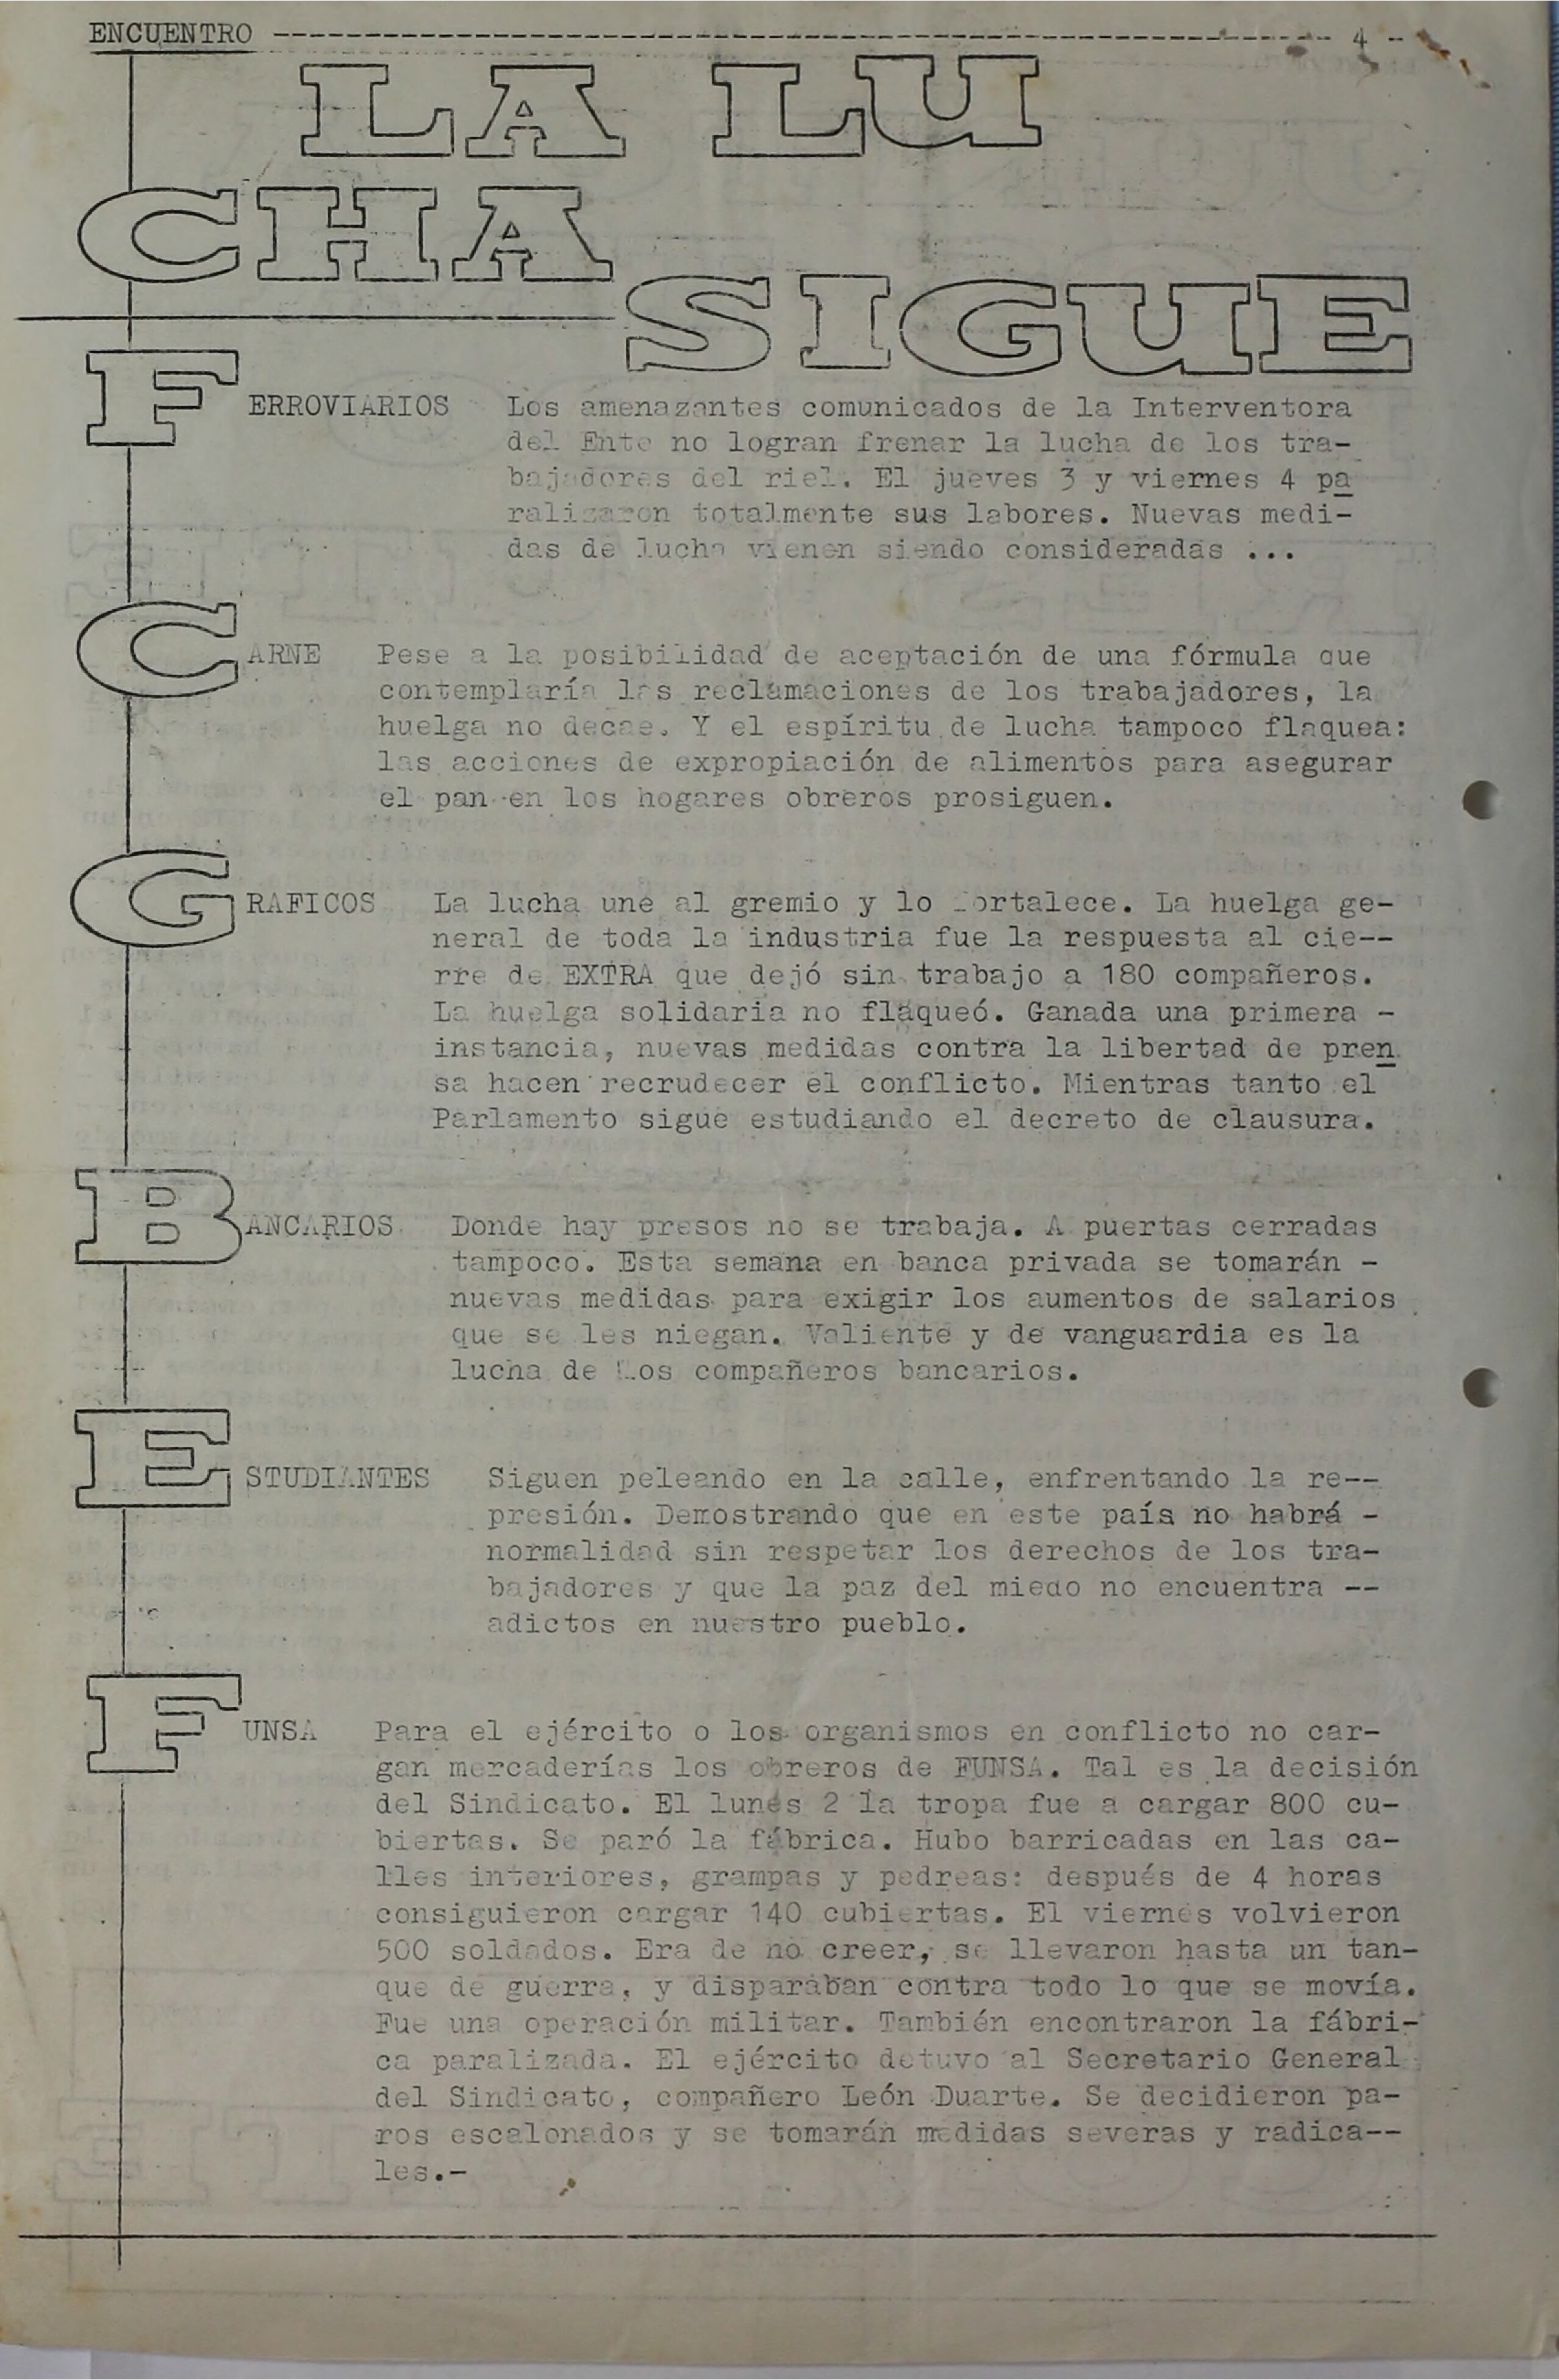 ENCUENTRO ---------------------------------------------------------- 4 -
LA LU
CHA
SIGUE
FERROVIARIOS Los amenazantes comunicados de la Interventora
del Ente no logran frenar la lucha de los tra-
bajadores del riel. El jueves 3 y viernes 4 pa
ralizaron totalmente sus labores. Nuevas medi-
das de lucha vienen siendo consideradas ...
CARNE Pese a la posibilidad de aceptación de una fórmula que
contemplaría las reclamaciones de los trabajadores, la
huelga no decae. Y el espíritu de lucha tampoco flaquea:
las acciones de expropiación de alimentos para asegurar
el pan en los hogares obreros prosiguen.
GRAFICOS La lucha une al gremio y lo fortalece. La huelga ge-
neral de toda la industria fue la respuesta al cie--
rre de EXTRA que dejó sin trabajo a 180 compañeros.
La huelga solidaria no flaqueó. Ganada una primera -
instancia, nuevas medidas contra la libertad de pren
sa hacen recrudecer el conflicto. Mientras tanto el
Parlamento sigue estudiando el decreto de clausura.
BANCARIOS Donde hay presos no se trabaja. A puertas cerradas
tampoco. Esta semana en banca privada se tomarán -
nuevas medidas para exigir los aumentos de salarios
que se les niegan. Valiente y de vanguardia es la
lucha de los compañeros bancarios.
ESTUDIANTES Siguen peleando en la calle, enfrentando la re--
presión. Demostrando que en este país no habrá -
normalidad sin respetar los derechos de los tra-
bajadores y que la paz del miedo no encuentra --
adictos en nuestro pueblo.
FUNSA Para el ejército o los organismos en conflicto no car-
gan mercaderías los obreros de FUNSA. Tal es la decisión
del Sindicato. El lunes 2 la tropa fue a cargar 800 cu-
biertas. Se paró la fábrica. Hubo barricadas en las ca-
lles interiores, grampas y pedreas: después de 4 horas
consiguieron cargar 140 cubiertas. El viernes volvieron
500 soldados. Era de no creer, se llevaron hasta un tan-
que de guerra, y disparaban contra todo lo que se movía.
Fue una operación militar. También encontraron la fábri-
ca paralizada. El ejército detuvo al Secretario General
del Sindicato, compañero León Duarte. Se decidieron pa-
ros escalonados y se tomarán medidas severas y radica--
les.-